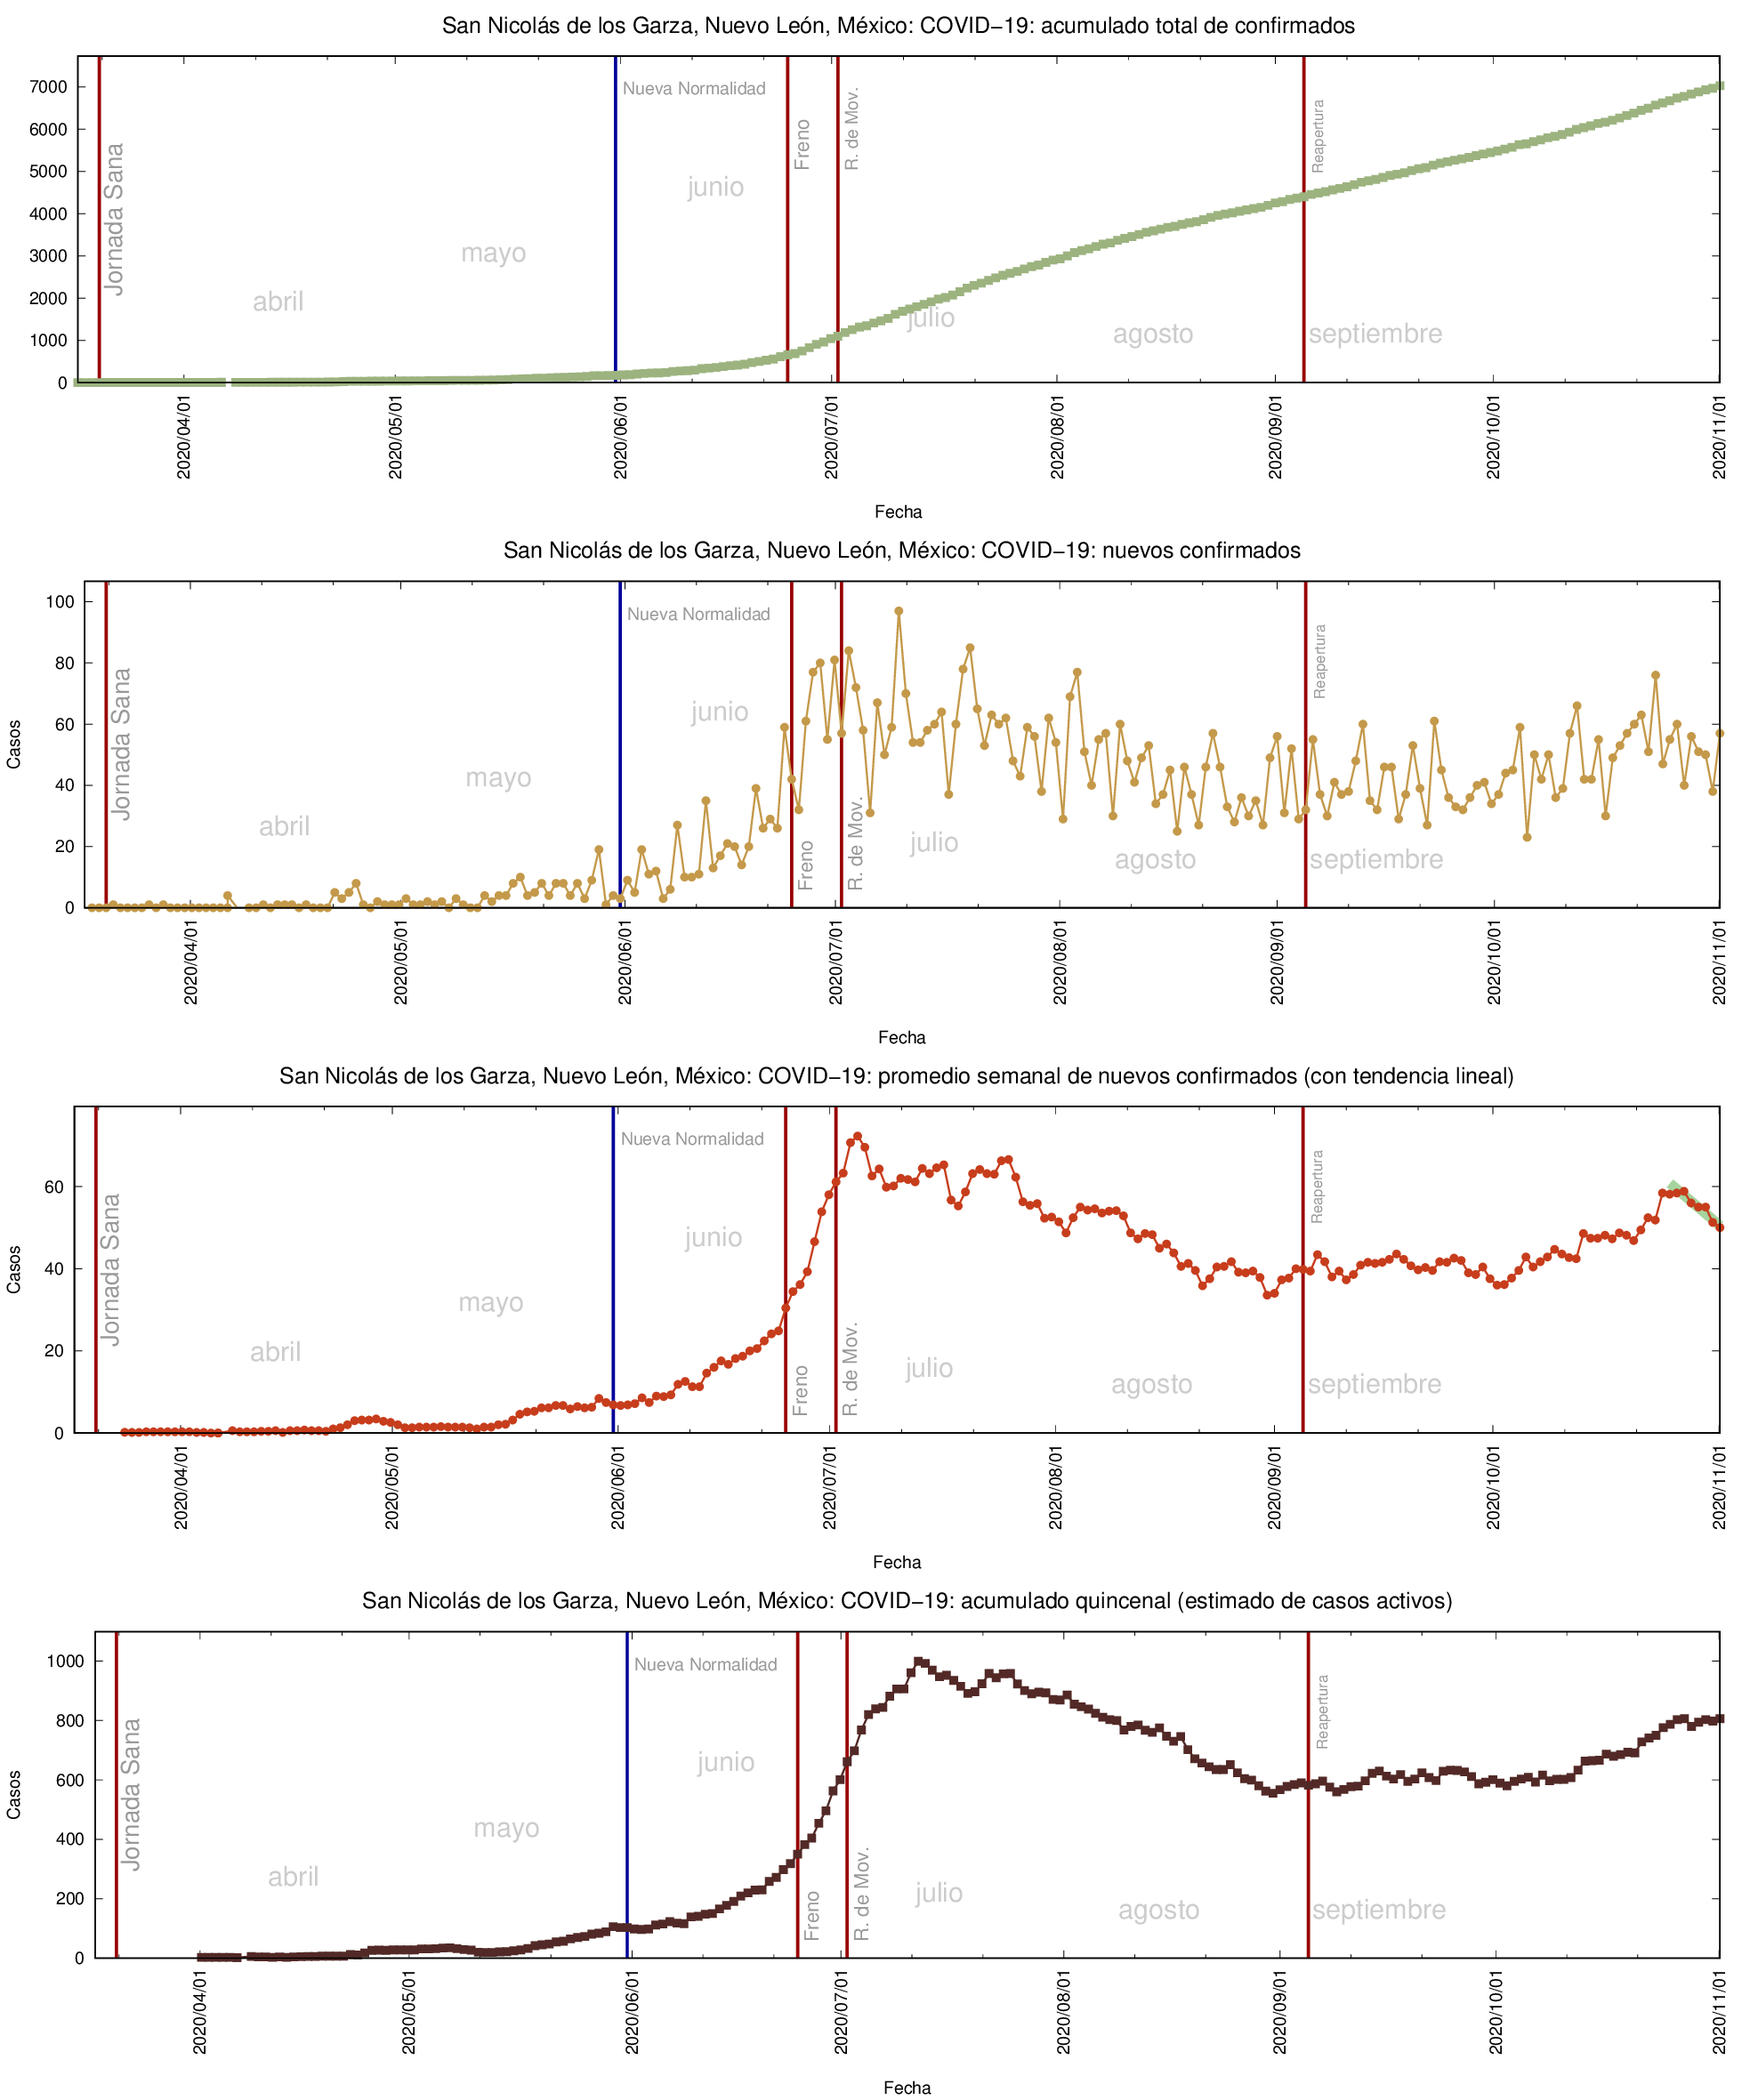 San Nicolás de los Garza, Nuevo León, México: COVID−19: acumulado total de confirmados
7000
6000
5000
4000
3000
2000
1000
0
Jornada Sana
abril
mayo
Nueva Normalidad
junio
Freno
R. de Mov.
julio
agosto
Reapertura
septiembre
2020/04/01
2020/05/01
2020/06/01
2020/07/01
2020/08/01
2020/09/01
2020/10/01
2020/11/01
Fecha
San Nicolás de los Garza, Nuevo León, México: COVID−19: nuevos confirmados
Casos
100
80
60
40
20
0
Jornada Sana
abril
mayo
Nueva Normalidad
junio
Freno
R. de Mov.
julio
agosto
Reapertura
septiembre
2020/04/01
2020/05/01
2020/06/01
2020/07/01
2020/08/01
2020/09/01
2020/10/01
2020/11/01
Fecha
San Nicolás de los Garza, Nuevo León, México: COVID−19: promedio semanal de nuevos confirmados (con tendencia lineal)
Casos
60
40
20
0
Jornada Sana
abril
mayo
Nueva Normalidad
junio
Freno
R. de Mov.
julio
agosto
Reapertura
septiembre
2020/04/01
2020/05/01
2020/06/01
2020/07/01
2020/08/01
2020/09/01
2020/10/01
2020/11/01
Fecha
San Nicolás de los Garza, Nuevo León, México: COVID−19: acumulado quincenal (estimado de casos activos)
Casos
1000
800
600
400
200
0
Jornada Sana
abril
mayo
Nueva Normalidad
junio
Freno
R. de Mov.
julio
agosto
Reapertura
septiembre
2020/04/01
2020/05/01
2020/06/01
2020/07/01
2020/08/01
2020/09/01
2020/10/01
2020/11/01
Fecha